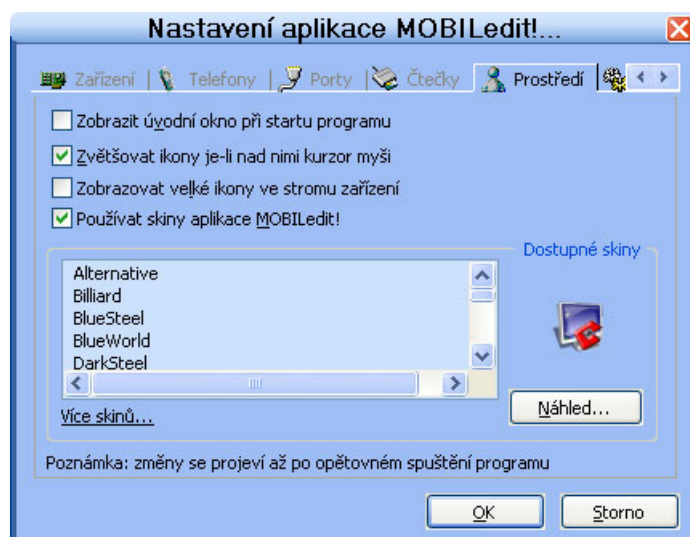 Nastavení aplikace MOBILedit!...
Zařízení Telefony Porty Čtečky Prostředí
Zobrazit úvodní okno při startu programu
Zvětšovat ikony je-li nad nimi kurzor myši
Zobrazovat velké ikony ve stromu zařízení
Používat skiny aplikace MOBILedit!
Dostupné skiny
Alternative
Billiard
BlueSteel
BlueWorld
DarkSteel
Více skinů...
Náhled...
Poznámka: změny se projeví až po opětovném spuštění programu
OK Storno